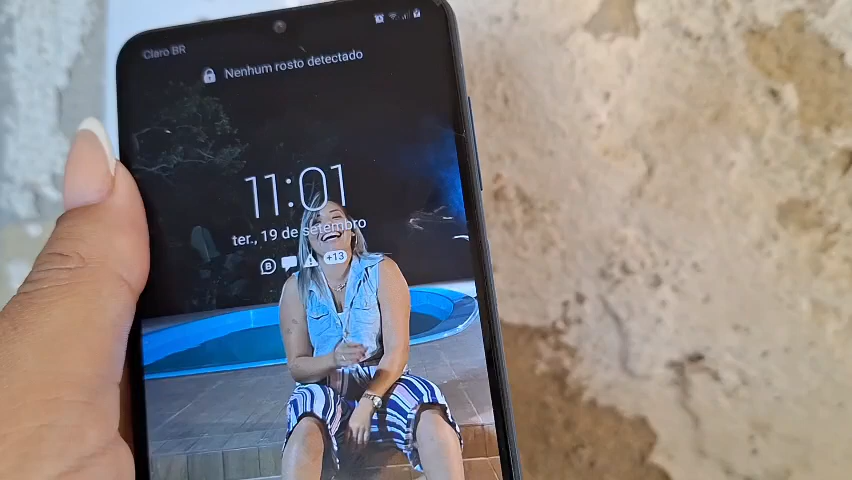 Claro BR
Nenhum rosto detectado
11:01
ter., 19 de setembro
B
+13